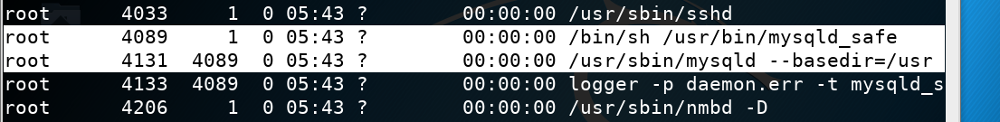 root 4033 1 0 05:43 ? 00:00:00 /usr/sbin/sshd
root 4089 1 0 05:43 ? 00:00:00 /bin/sh /usr/bin/mysqld_safe
root 4131 4089 0 05:43 ? 00:00:00 /usr/sbin/mysqld --basedir=/usr
root 4133 4089 0 05:43 ? 00:00:00 logger -p daemon.err -t mysqld_s
root 4206 1 0 05:43 ? 00:00:00 /usr/sbin/nmbd -D